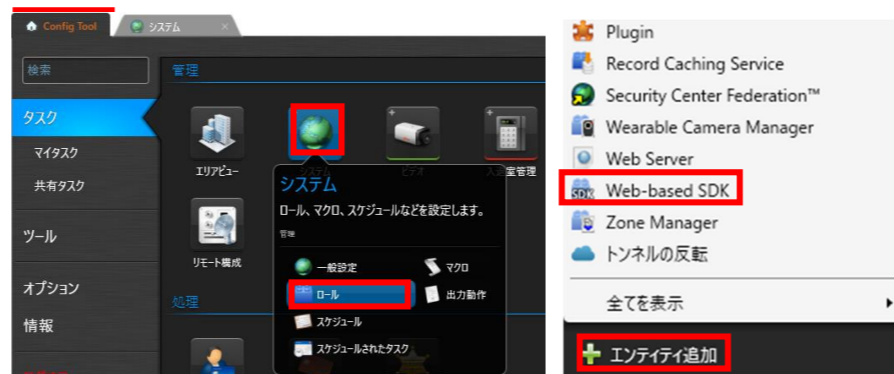 Config Tool
システム
検索
管理
タスク
マイタスク
共有タスク
ツール
オプション
情報
エリアビュー
リモート構成
処理
ビデオ
入退室管理
システム
ロール、マクロ、スケジュールなどを設定します。
管理
一般設定
マクロ
ロール
出力動作
スケジュール
スケジュールされたタスク
Plugin
Record Caching Service
Security Center Federation™
Wearable Camera Manager
Web Server
SDK Web-based SDK
Zone Manager
トンネルの反転
全てを表示
エンティティ追加